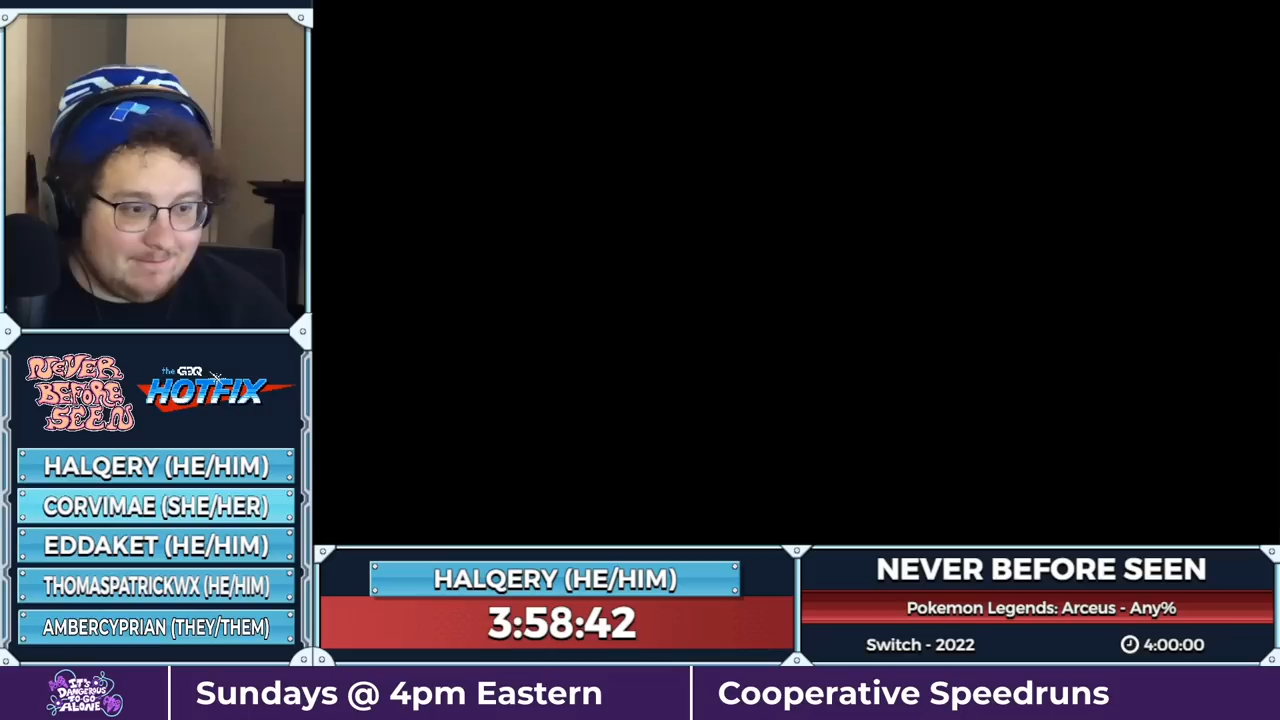 NEVER
BEFORE
SEEN
the GDQ
HOTFIX
HALQERY (HE/HIM)
CORVIMAE (SHE/HER)
EDDAKET (HE/HIM)
THOMASPATRICKWX (HE/HIM)
AMBERCYPRIAN (THEY/THEM)
HALQERY (HE/HIM)
3:58:42
NEVER BEFORE SEEN
Pokemon Legends: Arceus - Any%
Switch - 2022
4:00:00
IT'S
DANGEROUS
TO GO
ALONE
Sundays @ 4pm Eastern
Cooperative Speedruns